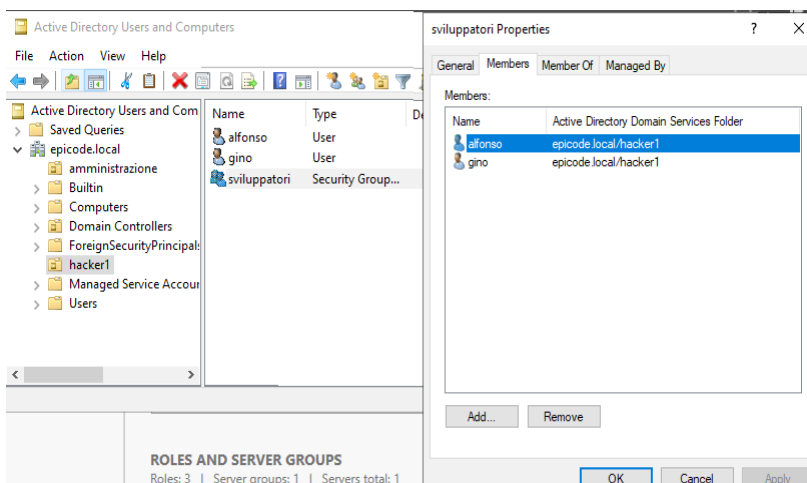 Active Directory Users and Computers
File Action View Help
Active Directory Users and Com
Saved Queries
epicode.local
amministrazione
Builtin
Computers
Domain Controllers
ForeignSecurityPrincipals
hacker1
Managed Service Accour
Users
Name Type De
alfonso User
gino User
sviluppatori Security Group...
sviluppatori Properties ? X
General Members Member Of Managed By
Members:
Name Active Directory Domain Services Folder
alfonso epicode.local/hacker1
gino epicode.local/hacker1
Add... Remove
OK Cancel Apply
ROLES AND SERVER GROUPS
Roles: 3 | Server groups: 1 | Servers total: 1